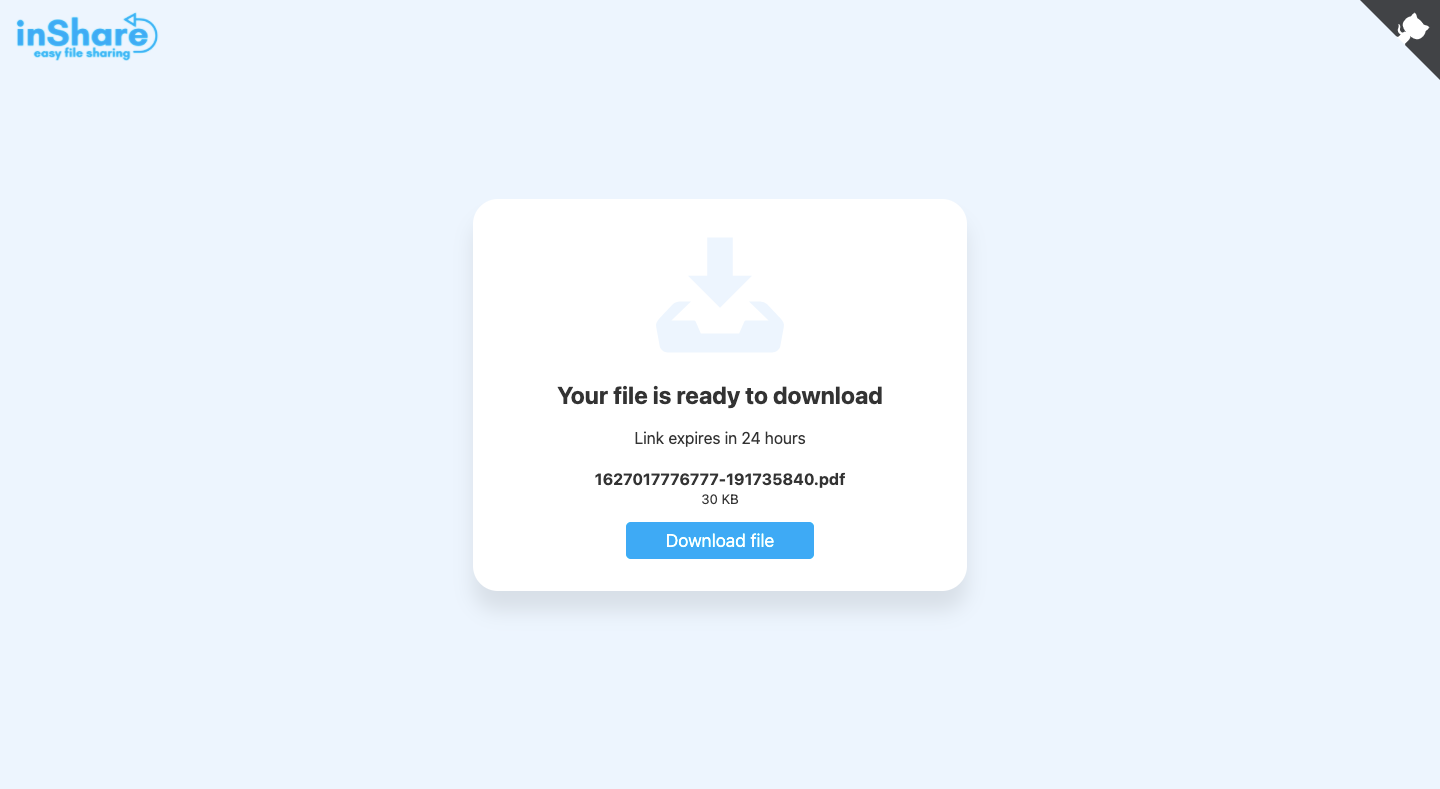 inShare
easy file sharing
Your file is ready to download
Link expires in 24 hours
1627017776777-191735840.pdf
30 KB
Download file